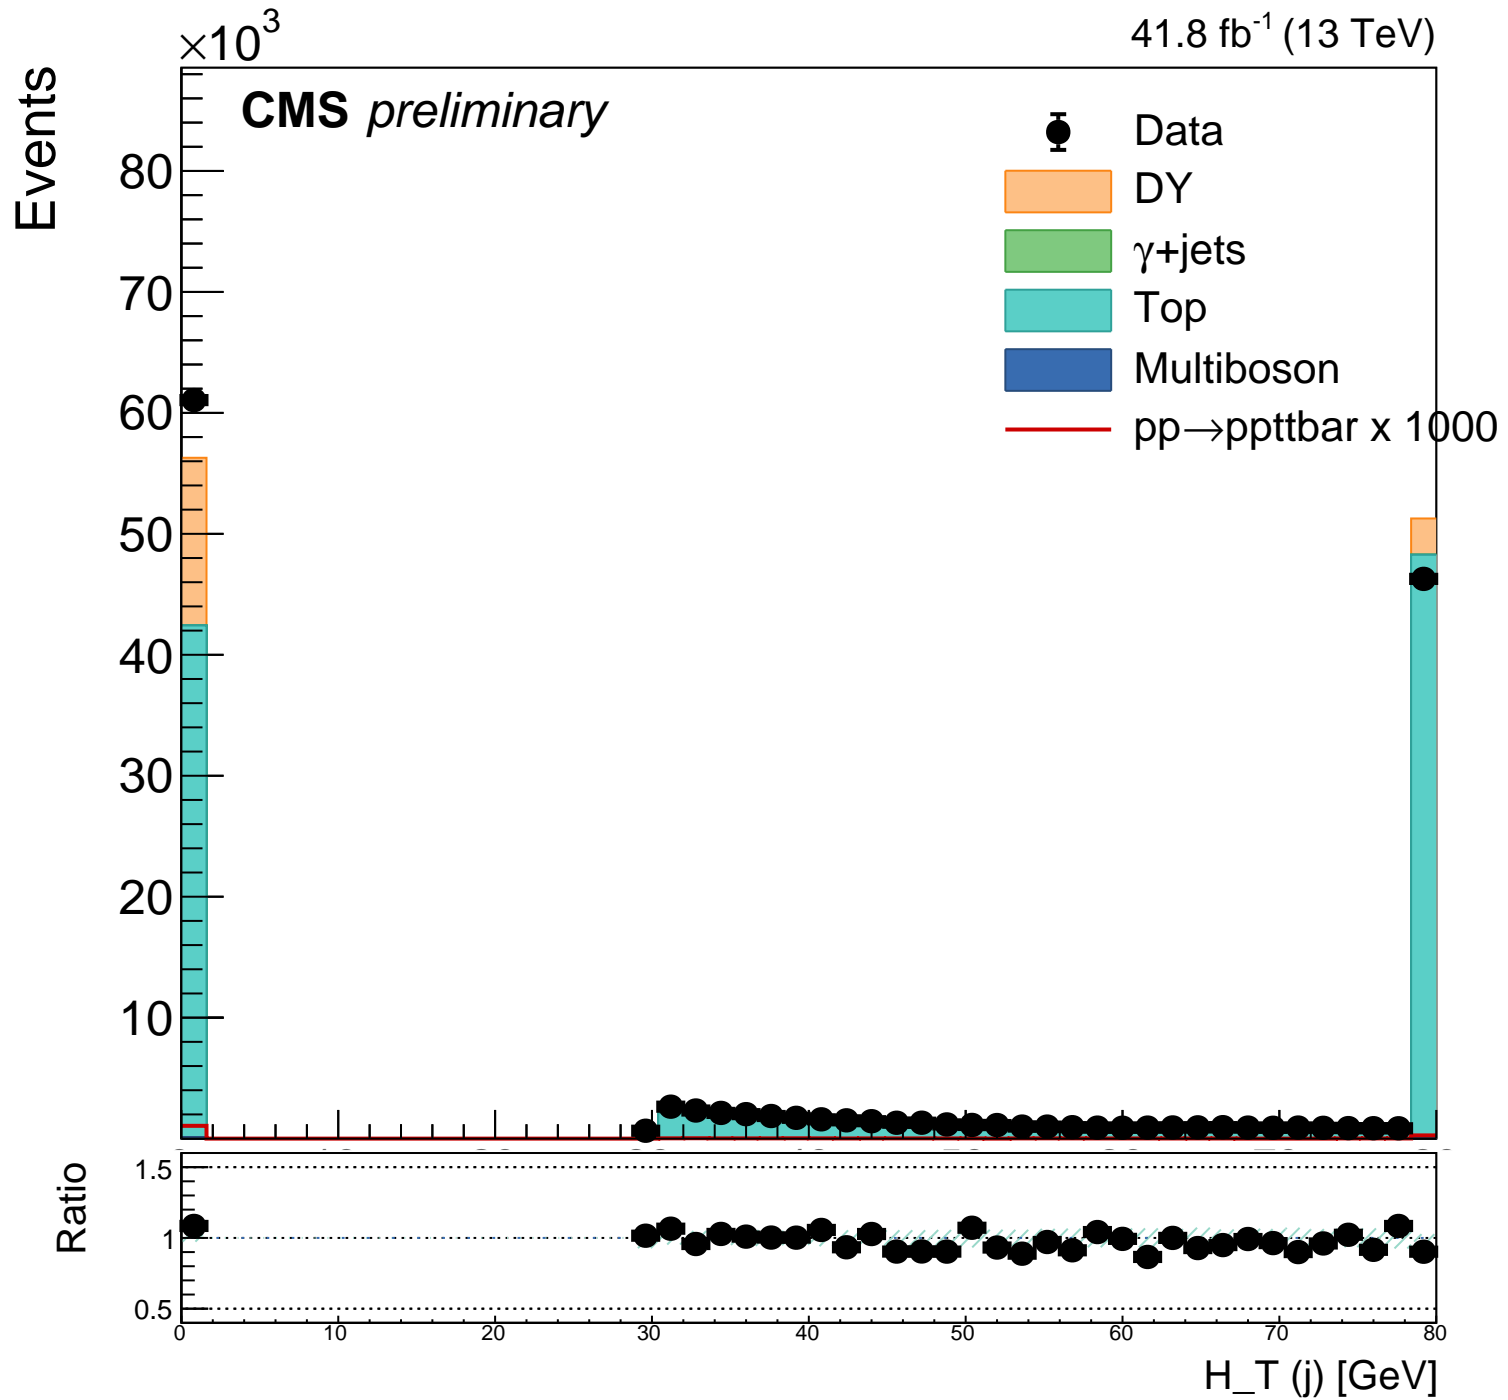 ×10³
41.8 fb⁻¹ (13 TeV)
CMS preliminary
Events
Data
DY
γ+jets
Top
Multiboson
pp→ppttbar x 1000
80
70
60
50
40
30
20
10
Ratio
1.5
1
0.5
0 10 20 30 40 50 60 70 80
H_T (j) [GeV]